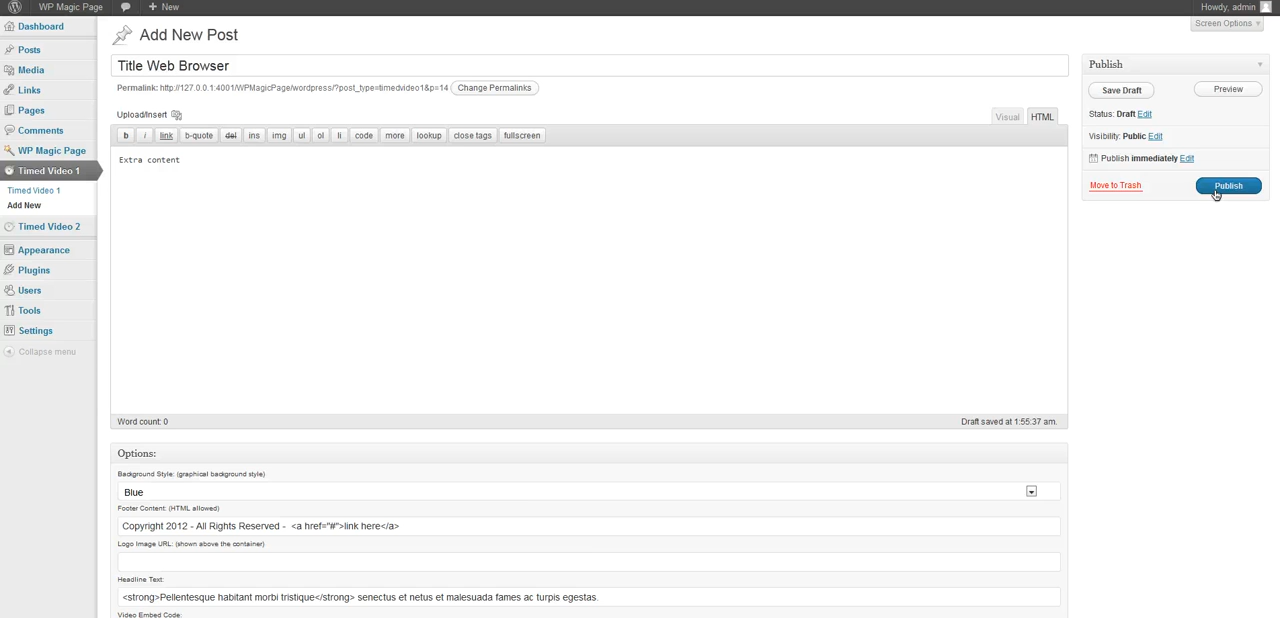 WP Magic Page
New
Howdy, admin
Screen Options
Dashboard
Posts
Media
Links
Pages
Comments
WP Magic Page
Timed Video 1
Timed Video 1
Add New
Timed Video 2
Appearance
Plugins
Users
Tools
Settings
Collapse menu
Add New Post
Title Web Browser
Permalink: http://127.0.0.1:4001/WPMagicPage/wordpress/?post_type=timedvideo1&p=14 Change Permalinks
Upload/Insert
Visual HTML
b i link b-quote del ins img ul ol li code more lookup close tags fullscreen
Extra content
Word count: 0 Draft saved at 1:55:37 am.
Options:
Background Style: (graphical background style)
Blue
Footer Content: (HTML allowed)
Copyright 2012 - All Rights Reserved -  <a href="#">link here</a>
Logo Image URL: (shown above the container)
Headline Text:
<strong>Pellentesque habitant morbi tristique</strong> senectus et netus et malesuada fames ac turpis egestas.
Video Embed Code:
Publish
Save Draft Preview
Status: Draft Edit
Visibility: Public Edit
Publish immediately Edit
Move to Trash Publish